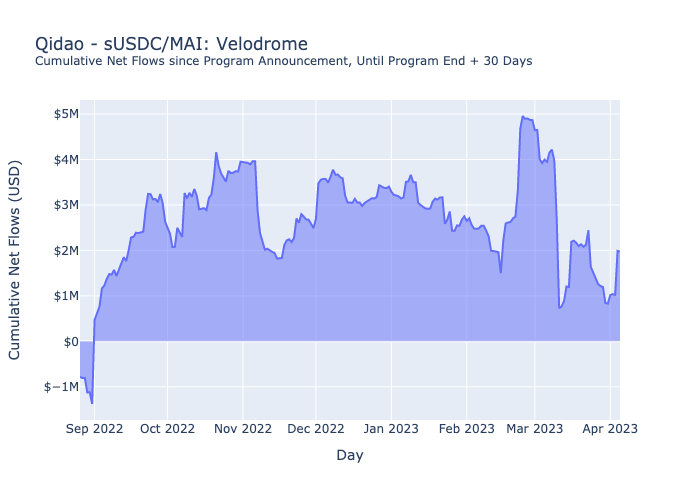 Qidao - sUSDC/MAI: Velodrome
Cumulative Net Flows since Program Announcement, Until Program End + 30 Days
Cumulative Net Flows (USD)
$5M
$4M
$3M
$2M
$1M
$0
$−1M
Sep 2022 Oct 2022 Nov 2022 Dec 2022 Jan 2023 Feb 2023 Mar 2023 Apr 2023
Day